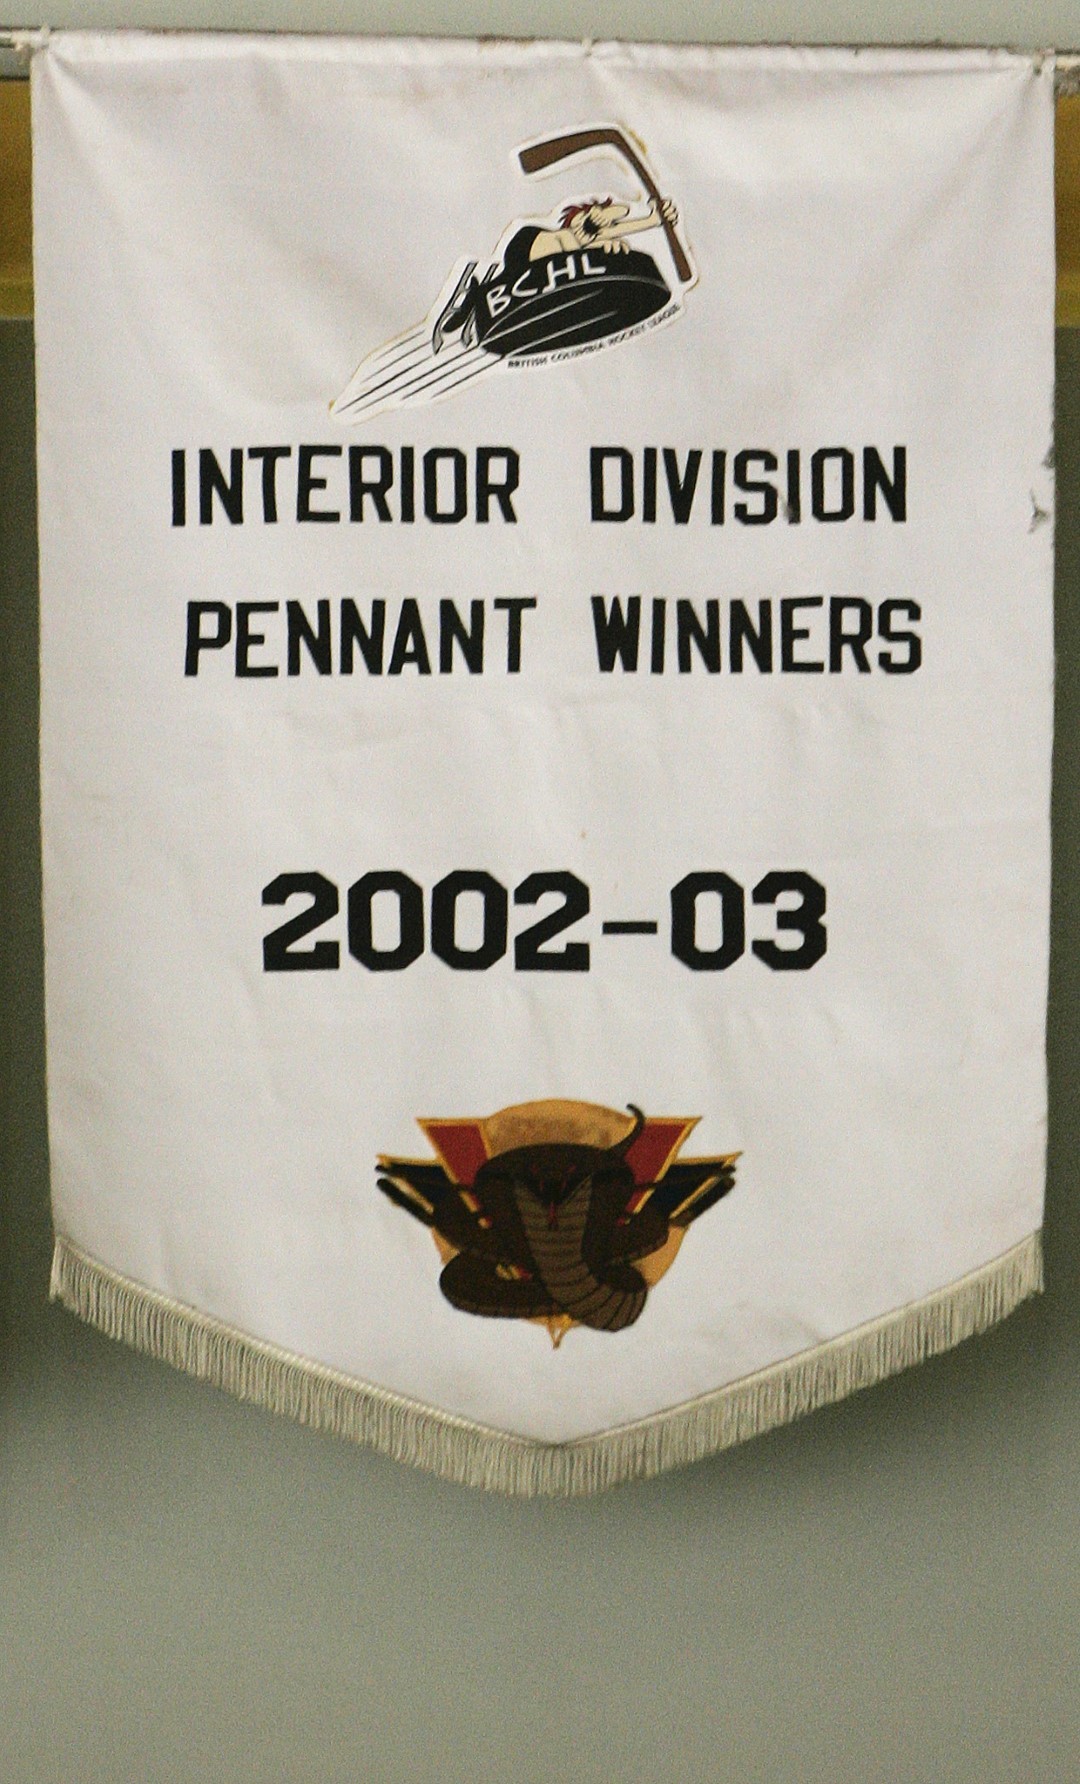 BCHL
BRITISH COLUMBIA HOCKEY LEAGUE
INTERIOR DIVISION
PENNANT WINNERS
2002-03